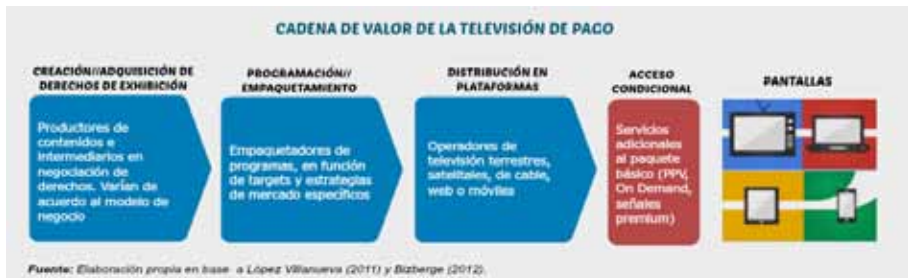 CADENA DE VALOR DE LA TELEVISIÓN DE PAGO
CREACIÓN//ADQUISICIÓN DE
DERECHOS DE EXHIBICIÓN
Productores de
contenidos e
intermediarios en
negociación de
derechos. Varían de
acuerdo al modelo de
negocio
PROGRAMACIÓN//
EMPAQUETAMIENTO
Empaquetadores de
programas, en función
de targets y estrategias
de mercado específicos
DISTRIBUCIÓN EN
PLATAFORMAS
Operadores de
televisión terrestres,
satelitales, de cable,
web o móviles
ACCESO
CONDICIONAL
Servicios
adicionales
al paquete
básico (PPV,
On Demand,
señales
premium)
PANTALLAS
Fuente: Elaboración propia en base a López Villanueva (2011) y Bizberge (2012).